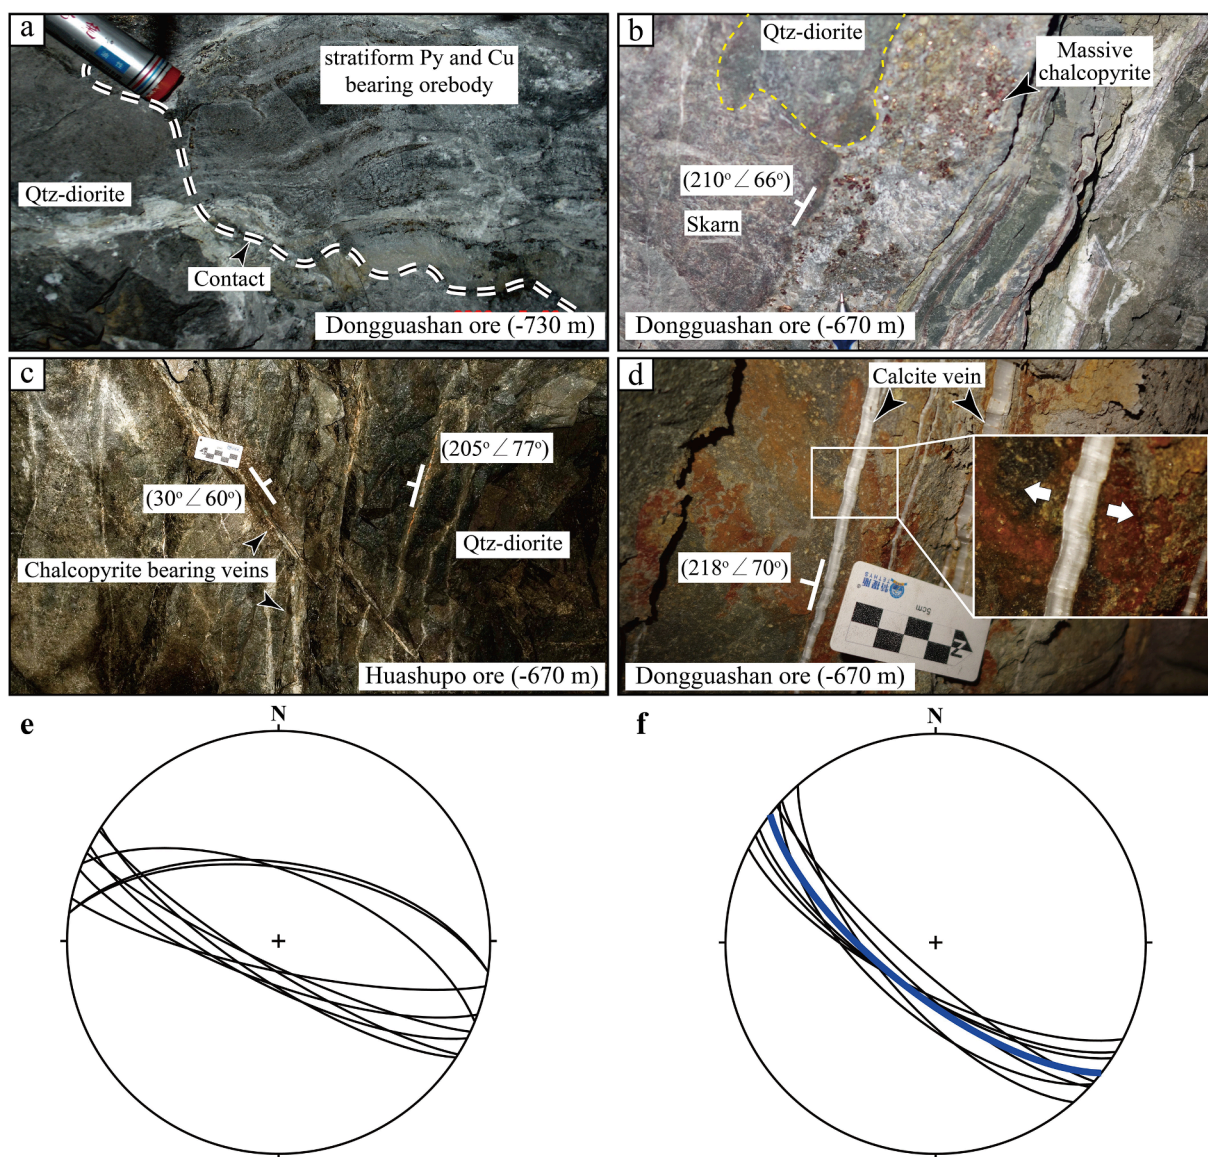 a
stratiform Py and Cu
bearing orebody
Qtz-diorite
Contact
Dongguashan ore (-730 m)
b
Qtz-diorite
Massive
chalcopyrite
(210° ∠ 66°)
Skarn
Dongguashan ore (-670 m)
c
(205° ∠ 77°)
(30° ∠ 60°)
Qtz-diorite
Chalcopyrite bearing veins
Huashupo ore (-670 m)
d
Calcite vein
(218° ∠ 70°)
TETHYS
5cm
N
Dongguashan ore (-670 m)
e
N
f
N